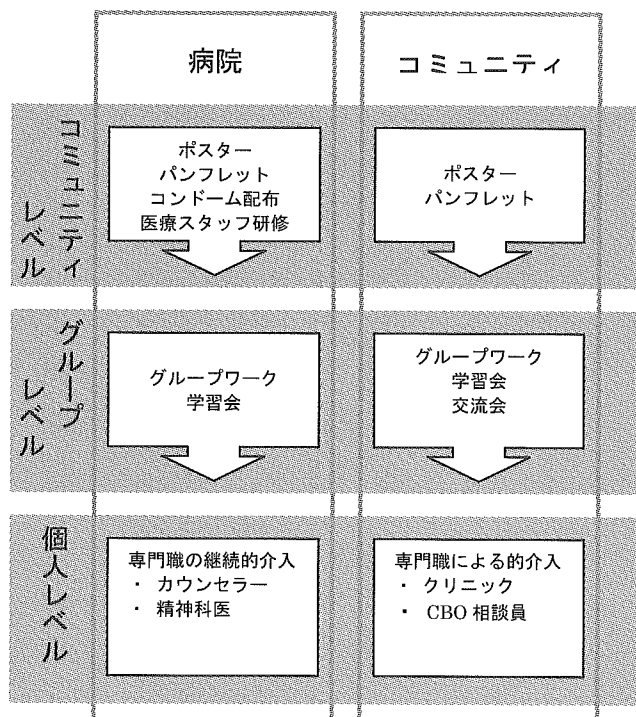 病院
コミュニティ
コミュニティ
レベル
ポスター
パンフレット
コンドーム配布
医療スタッフ研修
ポスター
パンフレット
グループ
レベル
グループワーク
学習会
グループワーク
学習会
交流会
個人レベル
専門職の継続的介入
・ カウンセラー
・ 精神科医
専門職による的介入
・ クリニック
・ CBO 相談員